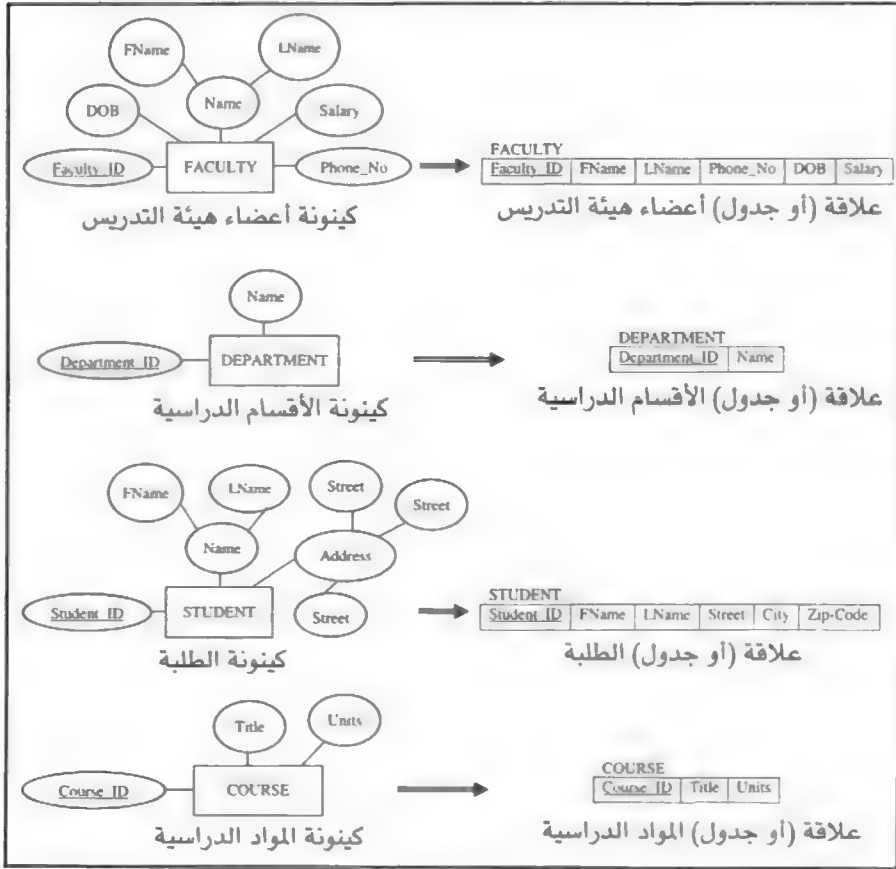 FName
LName
DOB
Name
Salary
Faculty_ID
FACULTY
Phone_No
FACULTY
Faculty_ID FName LName Phone_No DOB Salary
كينونة أعضاء هيئة التدريس
علاقة (أو جدول) أعضاء هيئة التدريس
Name
Department_ID
DEPARTMENT
DEPARTMENT
Department_ID Name
كينونة الأقسام الدراسية
علاقة (أو جدول) الأقسام الدراسية
FName
LName
Street
Street
Name
Address
Student_ID
STUDENT
Street
STUDENT
Student_ID FName LName Street City Zip-Code
كينونة الطلبة
علاقة (أو جدول) الطلبة
Title
Units
Course_ID
COURSE
COURSE
Course_ID Title Units
كينونة المواد الدراسية
علاقة (أو جدول) المواد الدراسية